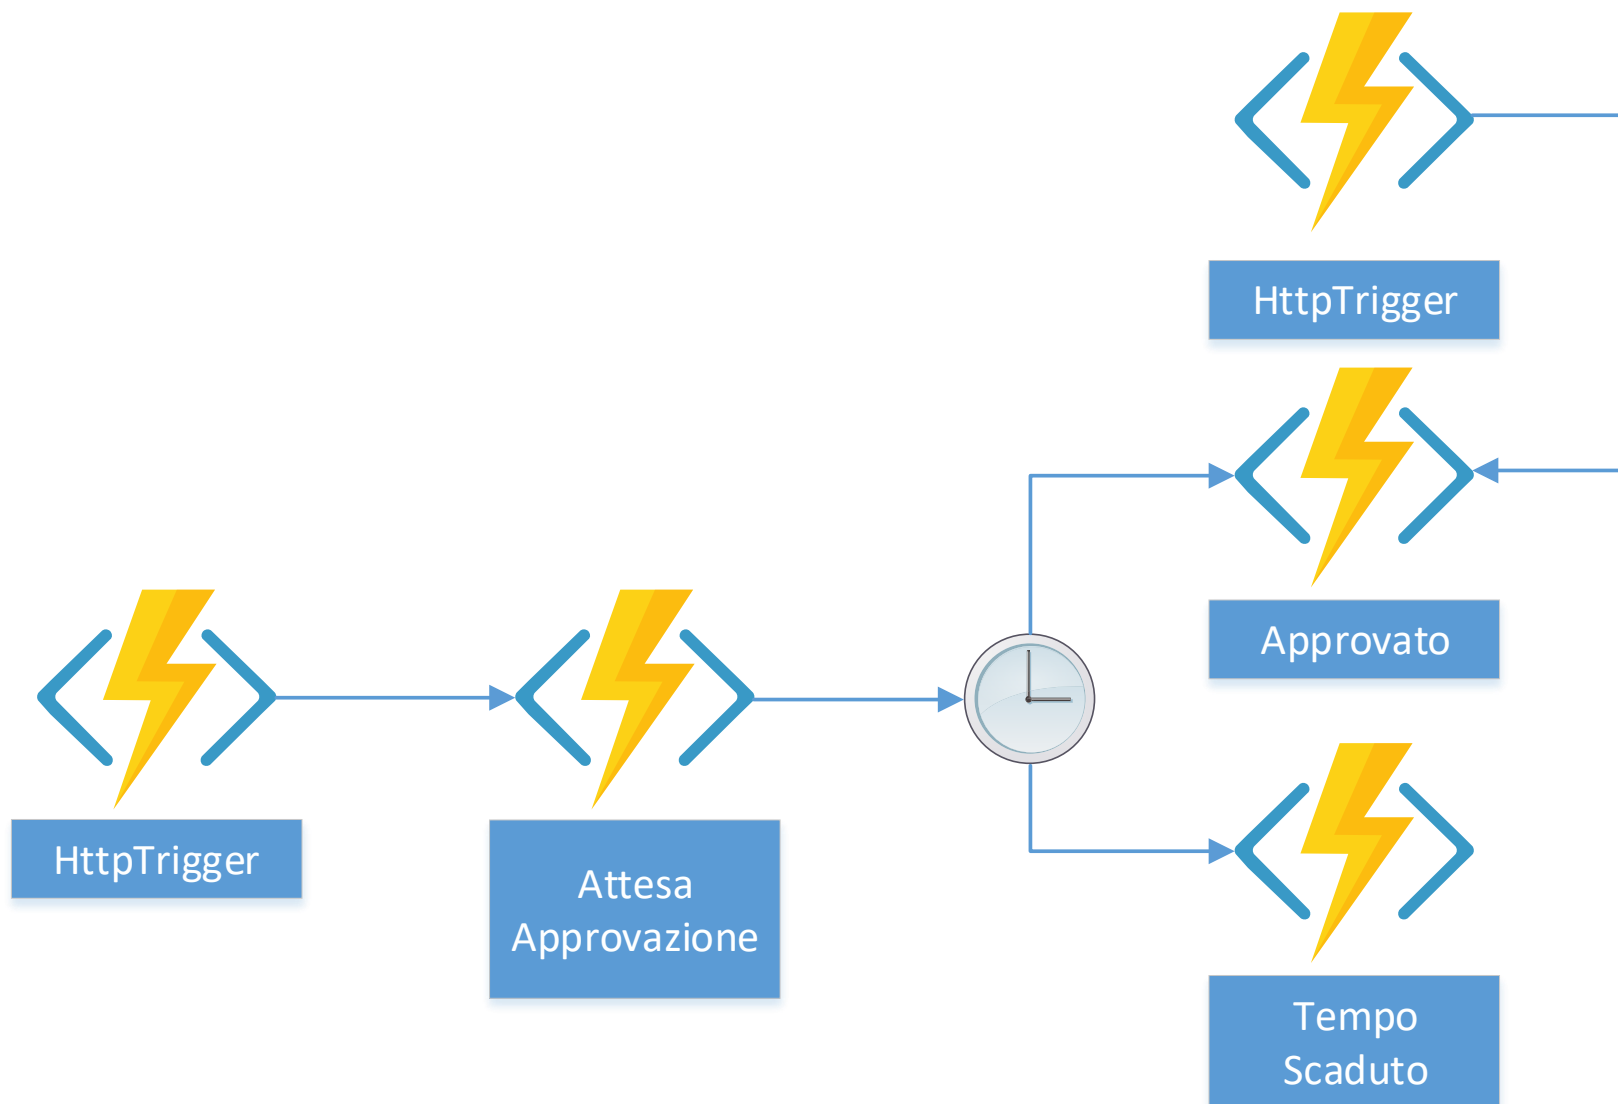 HttpTrigger
Approvato
HttpTrigger
Attesa
Approvazione
Tempo
Scaduto